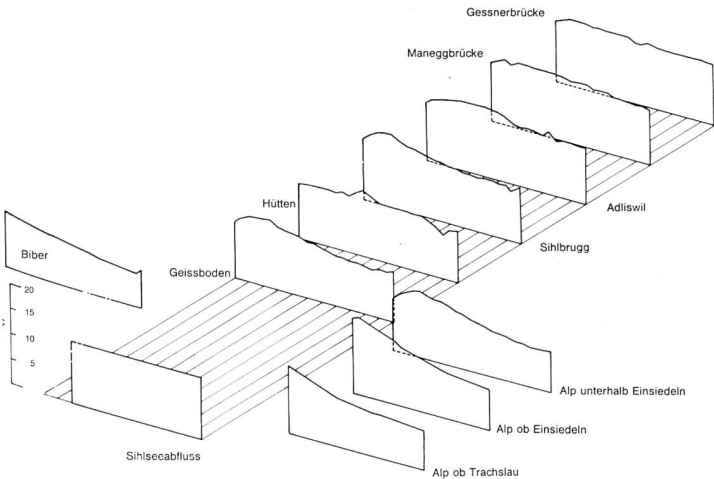 Gessnerbrücke
Maneggbrücke
Adliswil
Hütten
Sihlbrugg
Biber
Geissboden
20
15
10
5
Alp unterhalb Einsiedeln
Alp ob Einsiedeln
Sihlseeabfluss
Alp ob Trachslau